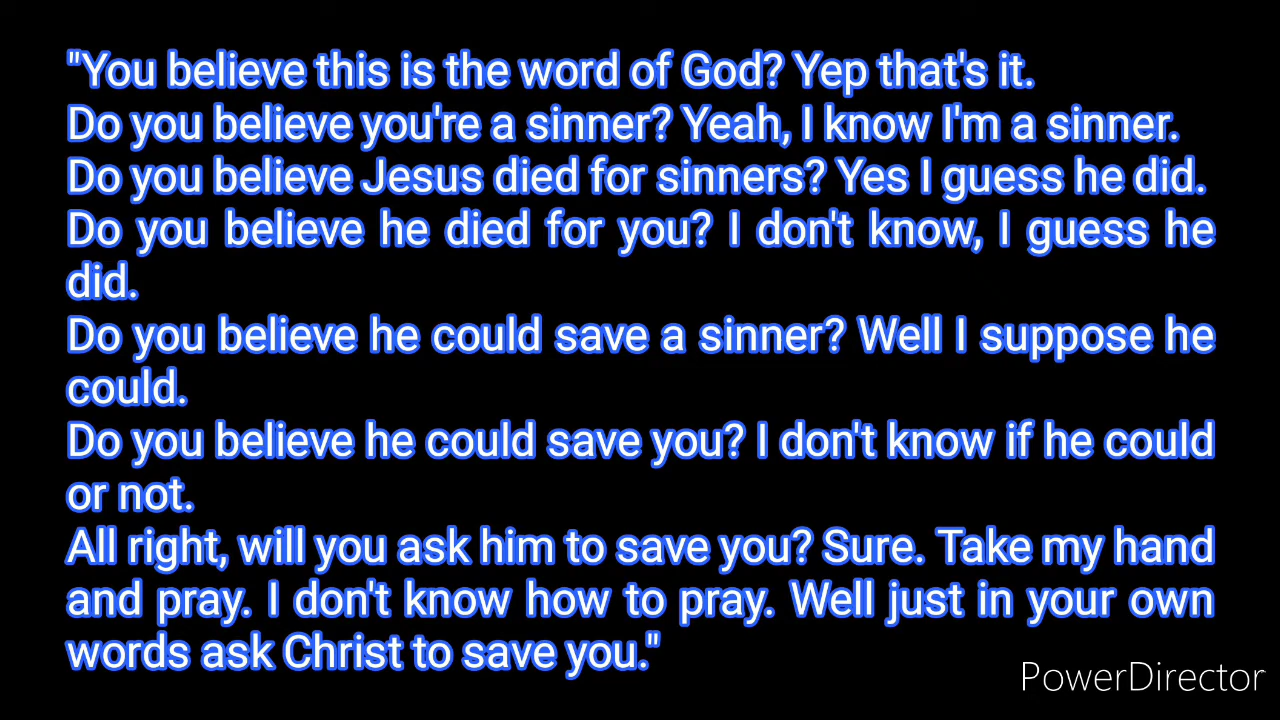 "You believe this is the word of God? Yep that's it.
Do you believe you're a sinner? Yeah, I know I'm a sinner.
Do you believe Jesus died for sinners? Yes I guess he did.
Do you believe he died for you? I don't know, I guess he
did.
Do you believe he could save a sinner? Well I suppose he
could.
Do you believe he could save you? I don't know if he could
or not.
All right, will you ask him to save you? Sure. Take my hand
and pray. I don't know how to pray. Well just in your own
words ask Christ to save you."
PowerDirector